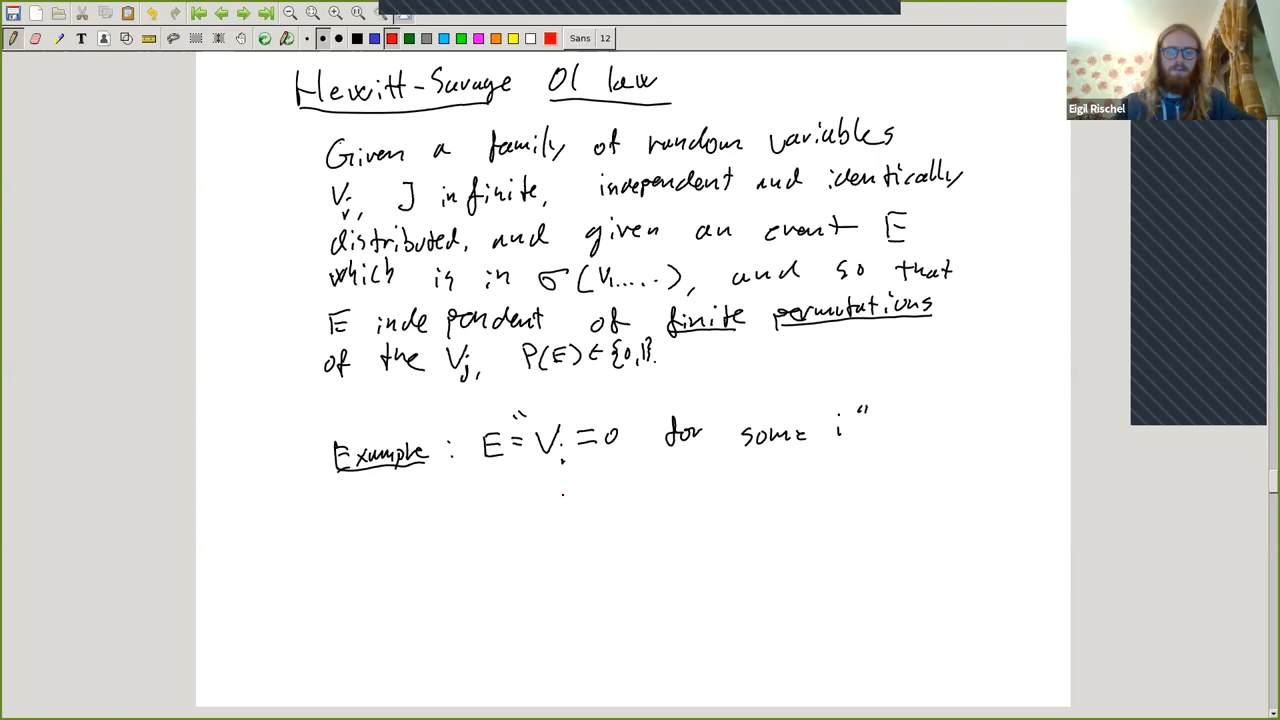 Sans 12
Eigil Rischel
Hewitt-Savage 01 law
Given a family of random variables
V_i, J infinite, independent and identically
distributed, and given an event E
which is in σ(V_1.....), and so that
E independent of finite permutations
of the V_j, P(E) ∈ {0,1}.
Example: E = "V_i = 0 for some i"